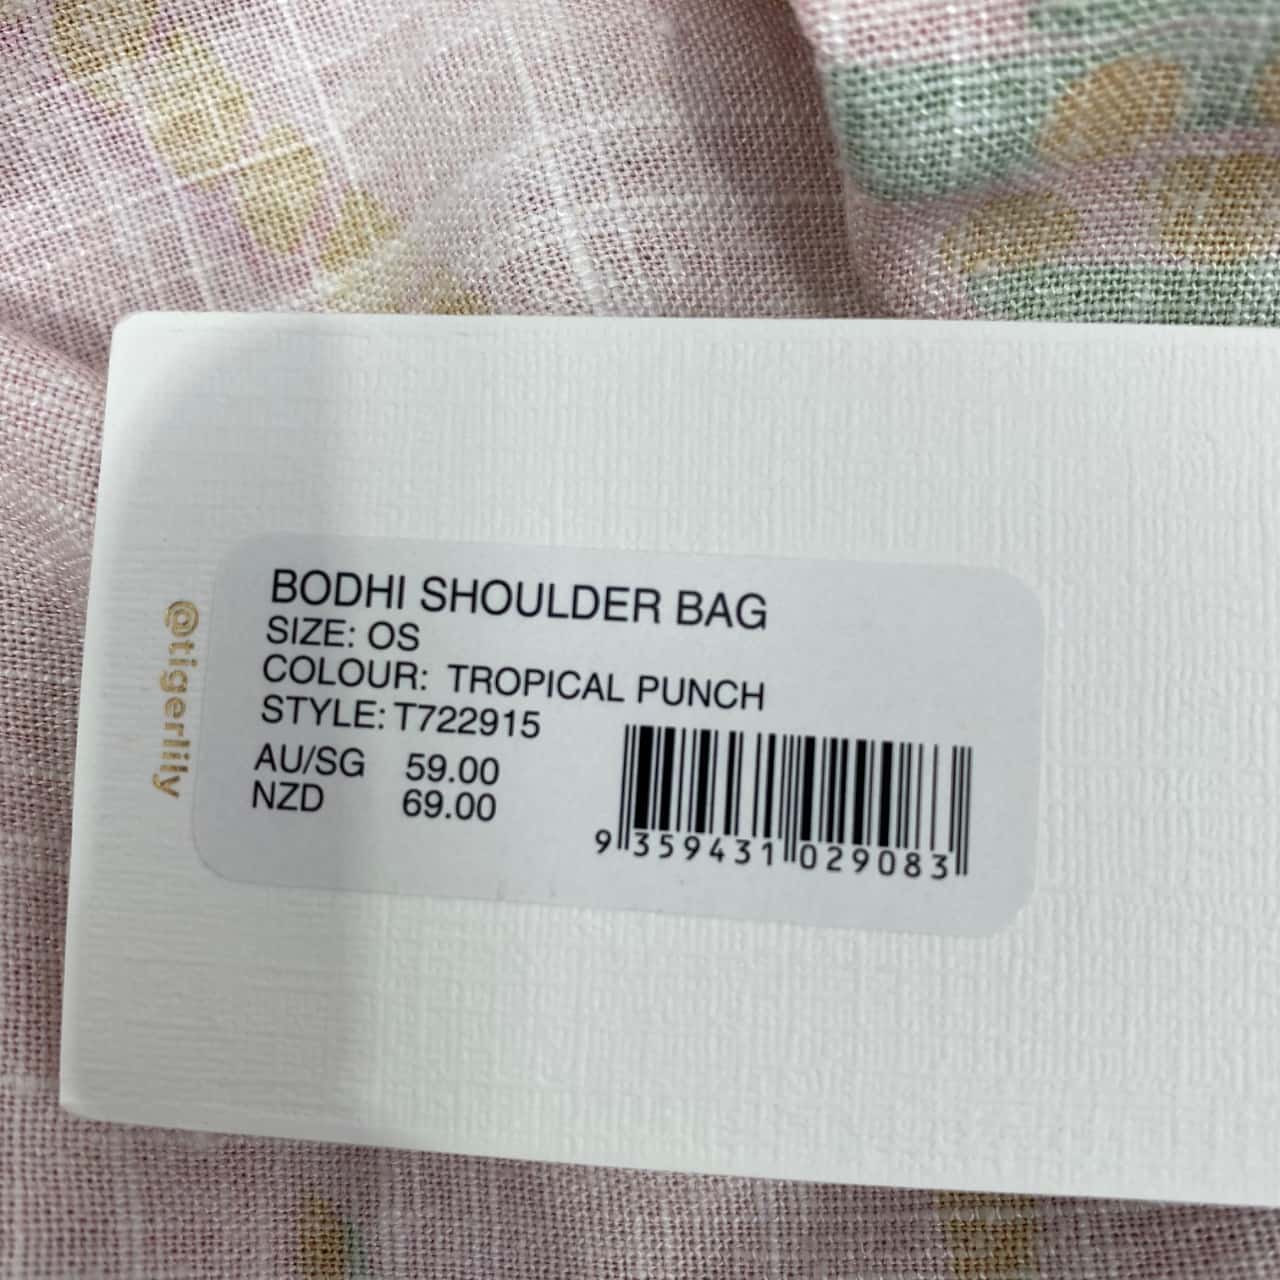 BODHI SHOULDER BAG
SIZE: OS
COLOUR: TROPICAL PUNCH
STYLE: T722915
AU/SG 59.00
NZD 69.00
9 359431 029083
@tigerlily